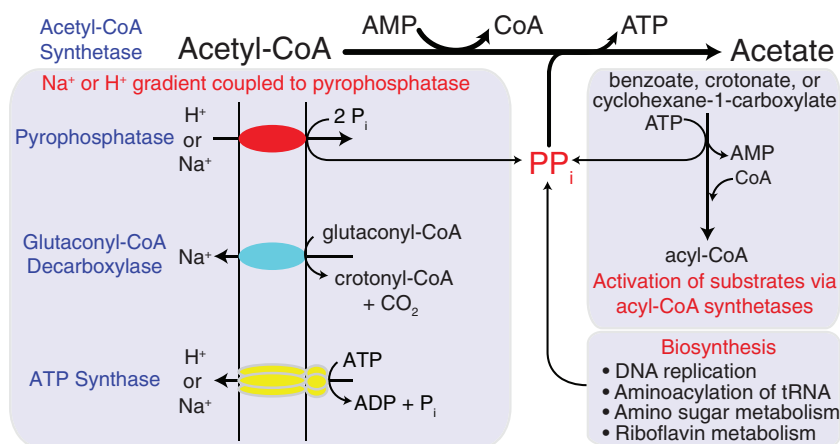 Acetyl-CoA
Synthetase
Acetyl-CoA
AMP
CoA
ATP
Acetate
Na⁺ or H⁺ gradient coupled to pyrophosphatase
Pyrophosphatase
H⁺
or
Na⁺
2 Pᵢ
PPᵢ
Glutaconyl-CoA
Decarboxylase
Na⁺
glutaconyl-CoA
crotonyl-CoA
+ CO₂
ATP Synthase
H⁺
or
Na⁺
ATP
ADP + Pᵢ
benzoate, crotonate, or
cyclohexane-1-carboxylate
ATP
AMP
CoA
acyl-CoA
Activation of substrates via
acyl-CoA synthetases
Biosynthesis
• DNA replication
• Aminoacylation of tRNA
• Amino sugar metabolism
• Riboflavin metabolism